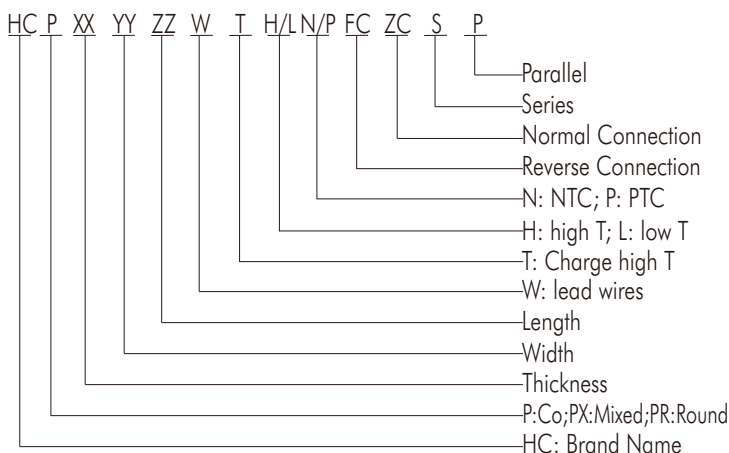 HC P XX YY ZZ W T H/L N/P FC ZC S P
Parallel
Series
Normal Connection
Reverse Connection
N: NTC; P: PTC
H: high T; L: low T
T: Charge high T
W: lead wires
Length
Width
Thickness
P:Co;PX:Mixed;PR:Round
HC: Brand Name